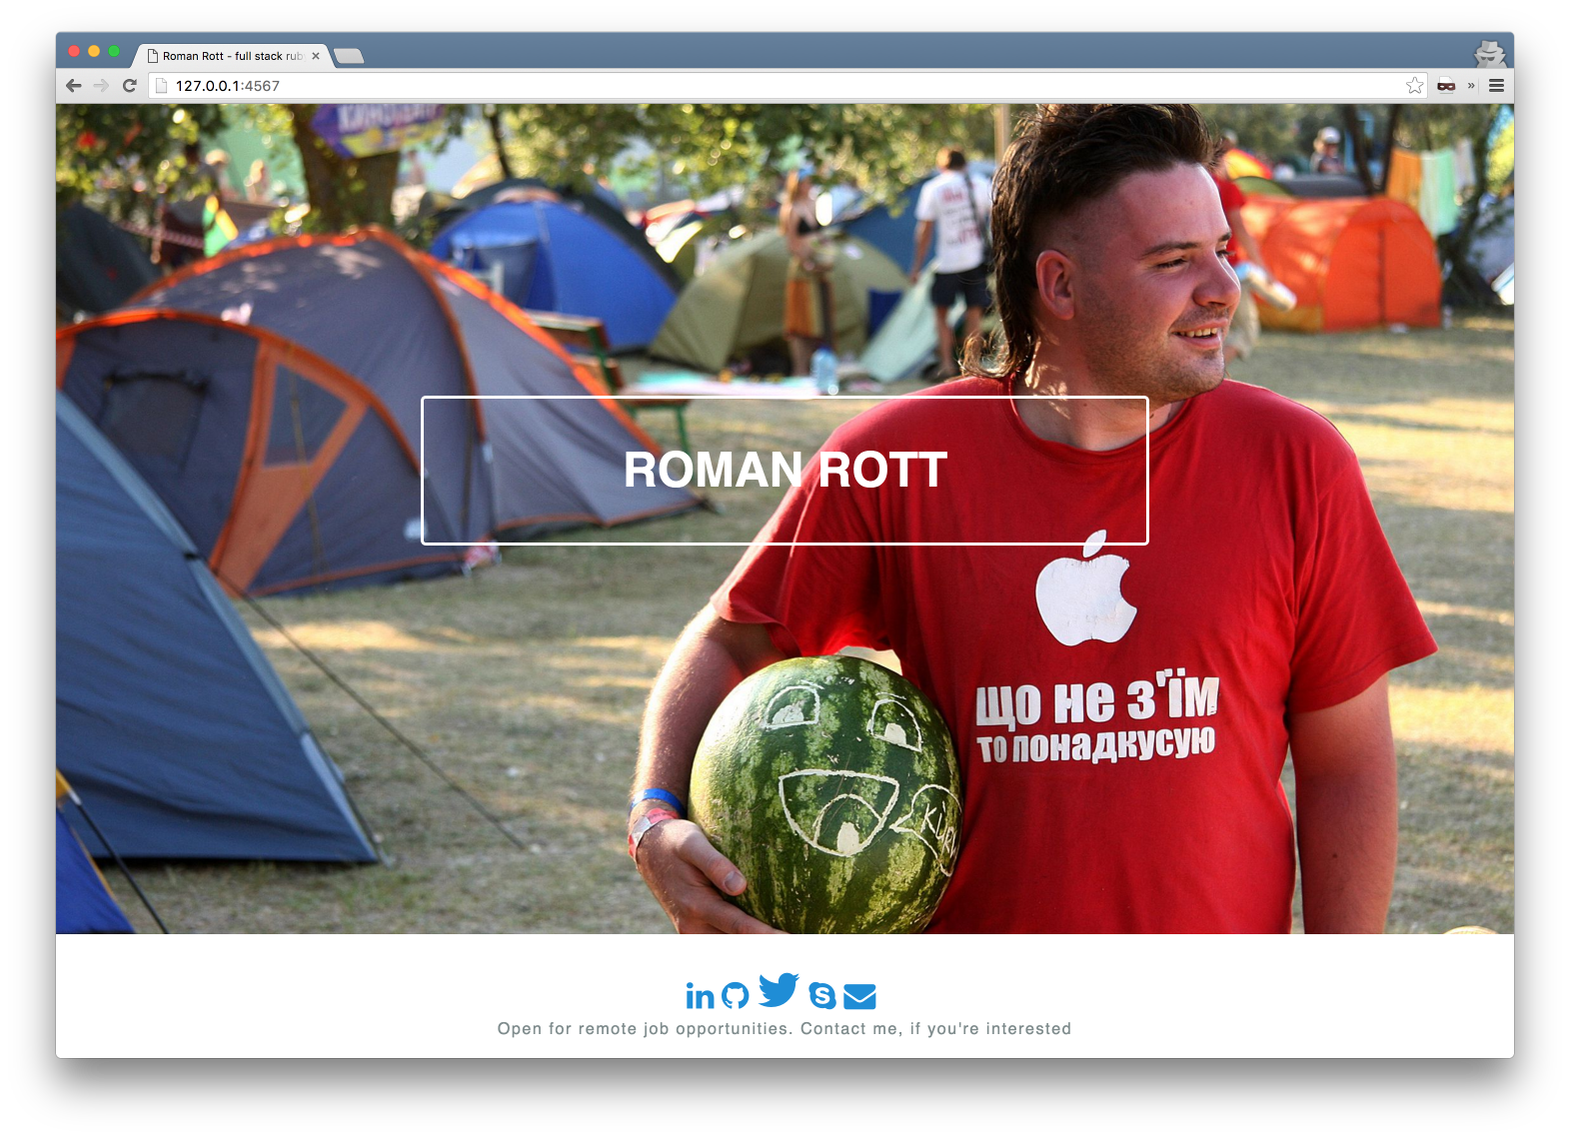 Roman Rott - full stack rub
127.0.0.1:4567
КИНОЗАЛ
ROMAN ROTT
що не з'їм
то понадкусую
Open for remote job opportunities. Contact me, if you're interested